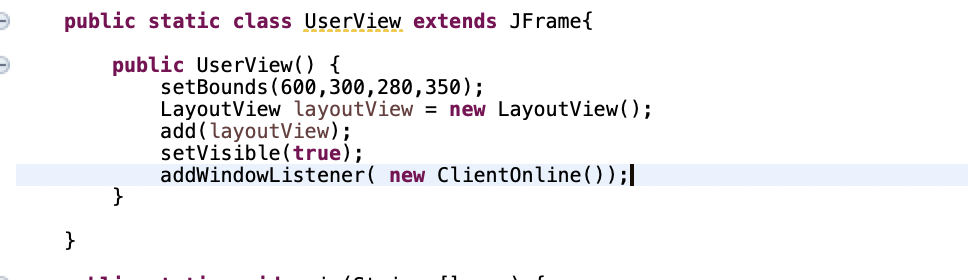 public static class UserView extends JFrame{
public UserView() {
setBounds(600,300,280,350);
LayoutView layoutView = new LayoutView();
add(layoutView);
setVisible(true);
addWindowListener( new ClientOnline());
}
}